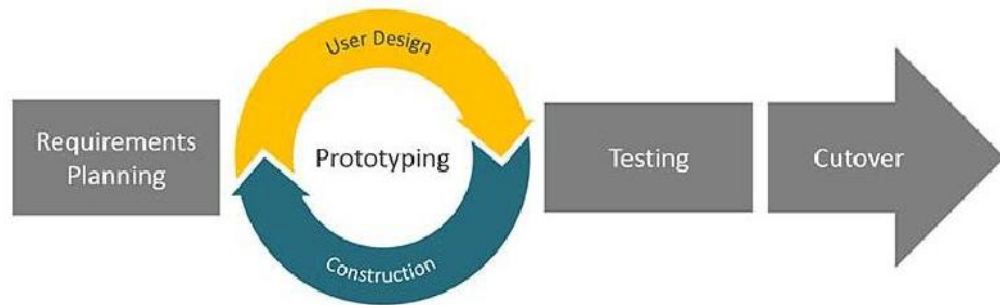 Requirements
Planning
User Design
Prototyping
Construction
Testing
Cutover